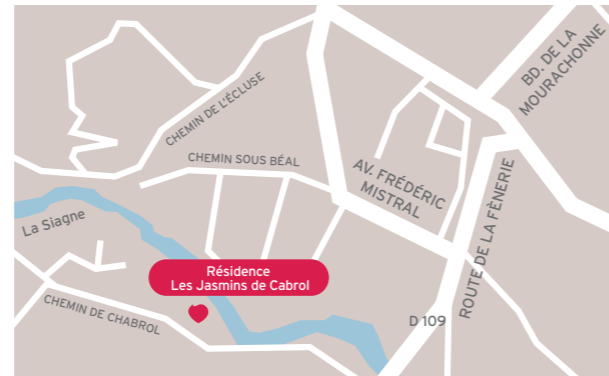 BD. DE LA
MOURACHONNE
CHEMIN DE L'ÉCLUSE
CHEMIN SOUS BÉAL
AV. FRÉDÉRIC
MISTRAL
ROUTE DE LA FÈNERIE
La Siagne
Résidence
Les Jasmins de Cabrol
CHEMIN DE CHABROL
D 109